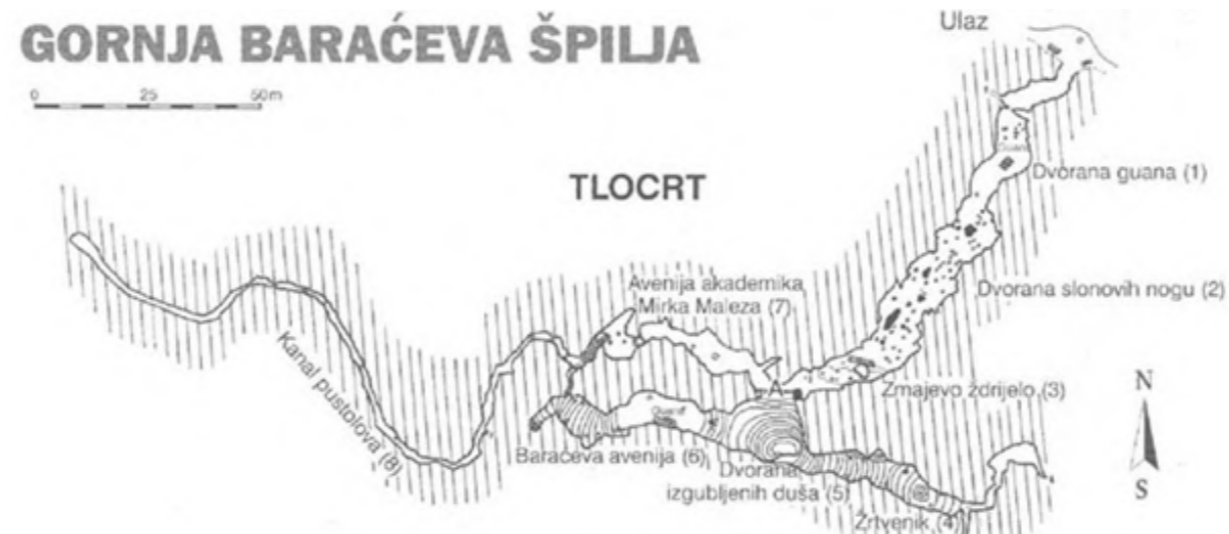 GORNJA BARAĆEVA ŠPILJA
Ulaz
0 25 50m
TLOCRT
Dvorana guana (1)
Avenija akademika
Mirka Maleza (7)
Dvorana slonovih nogu (2)
Kanal pustolova (8)
Zmajevo ždrijelo (3)
N
A
Baraćeva avenija (6)
Dvorana
izgubljenih duša (5)
S
Žrtvenik (4)